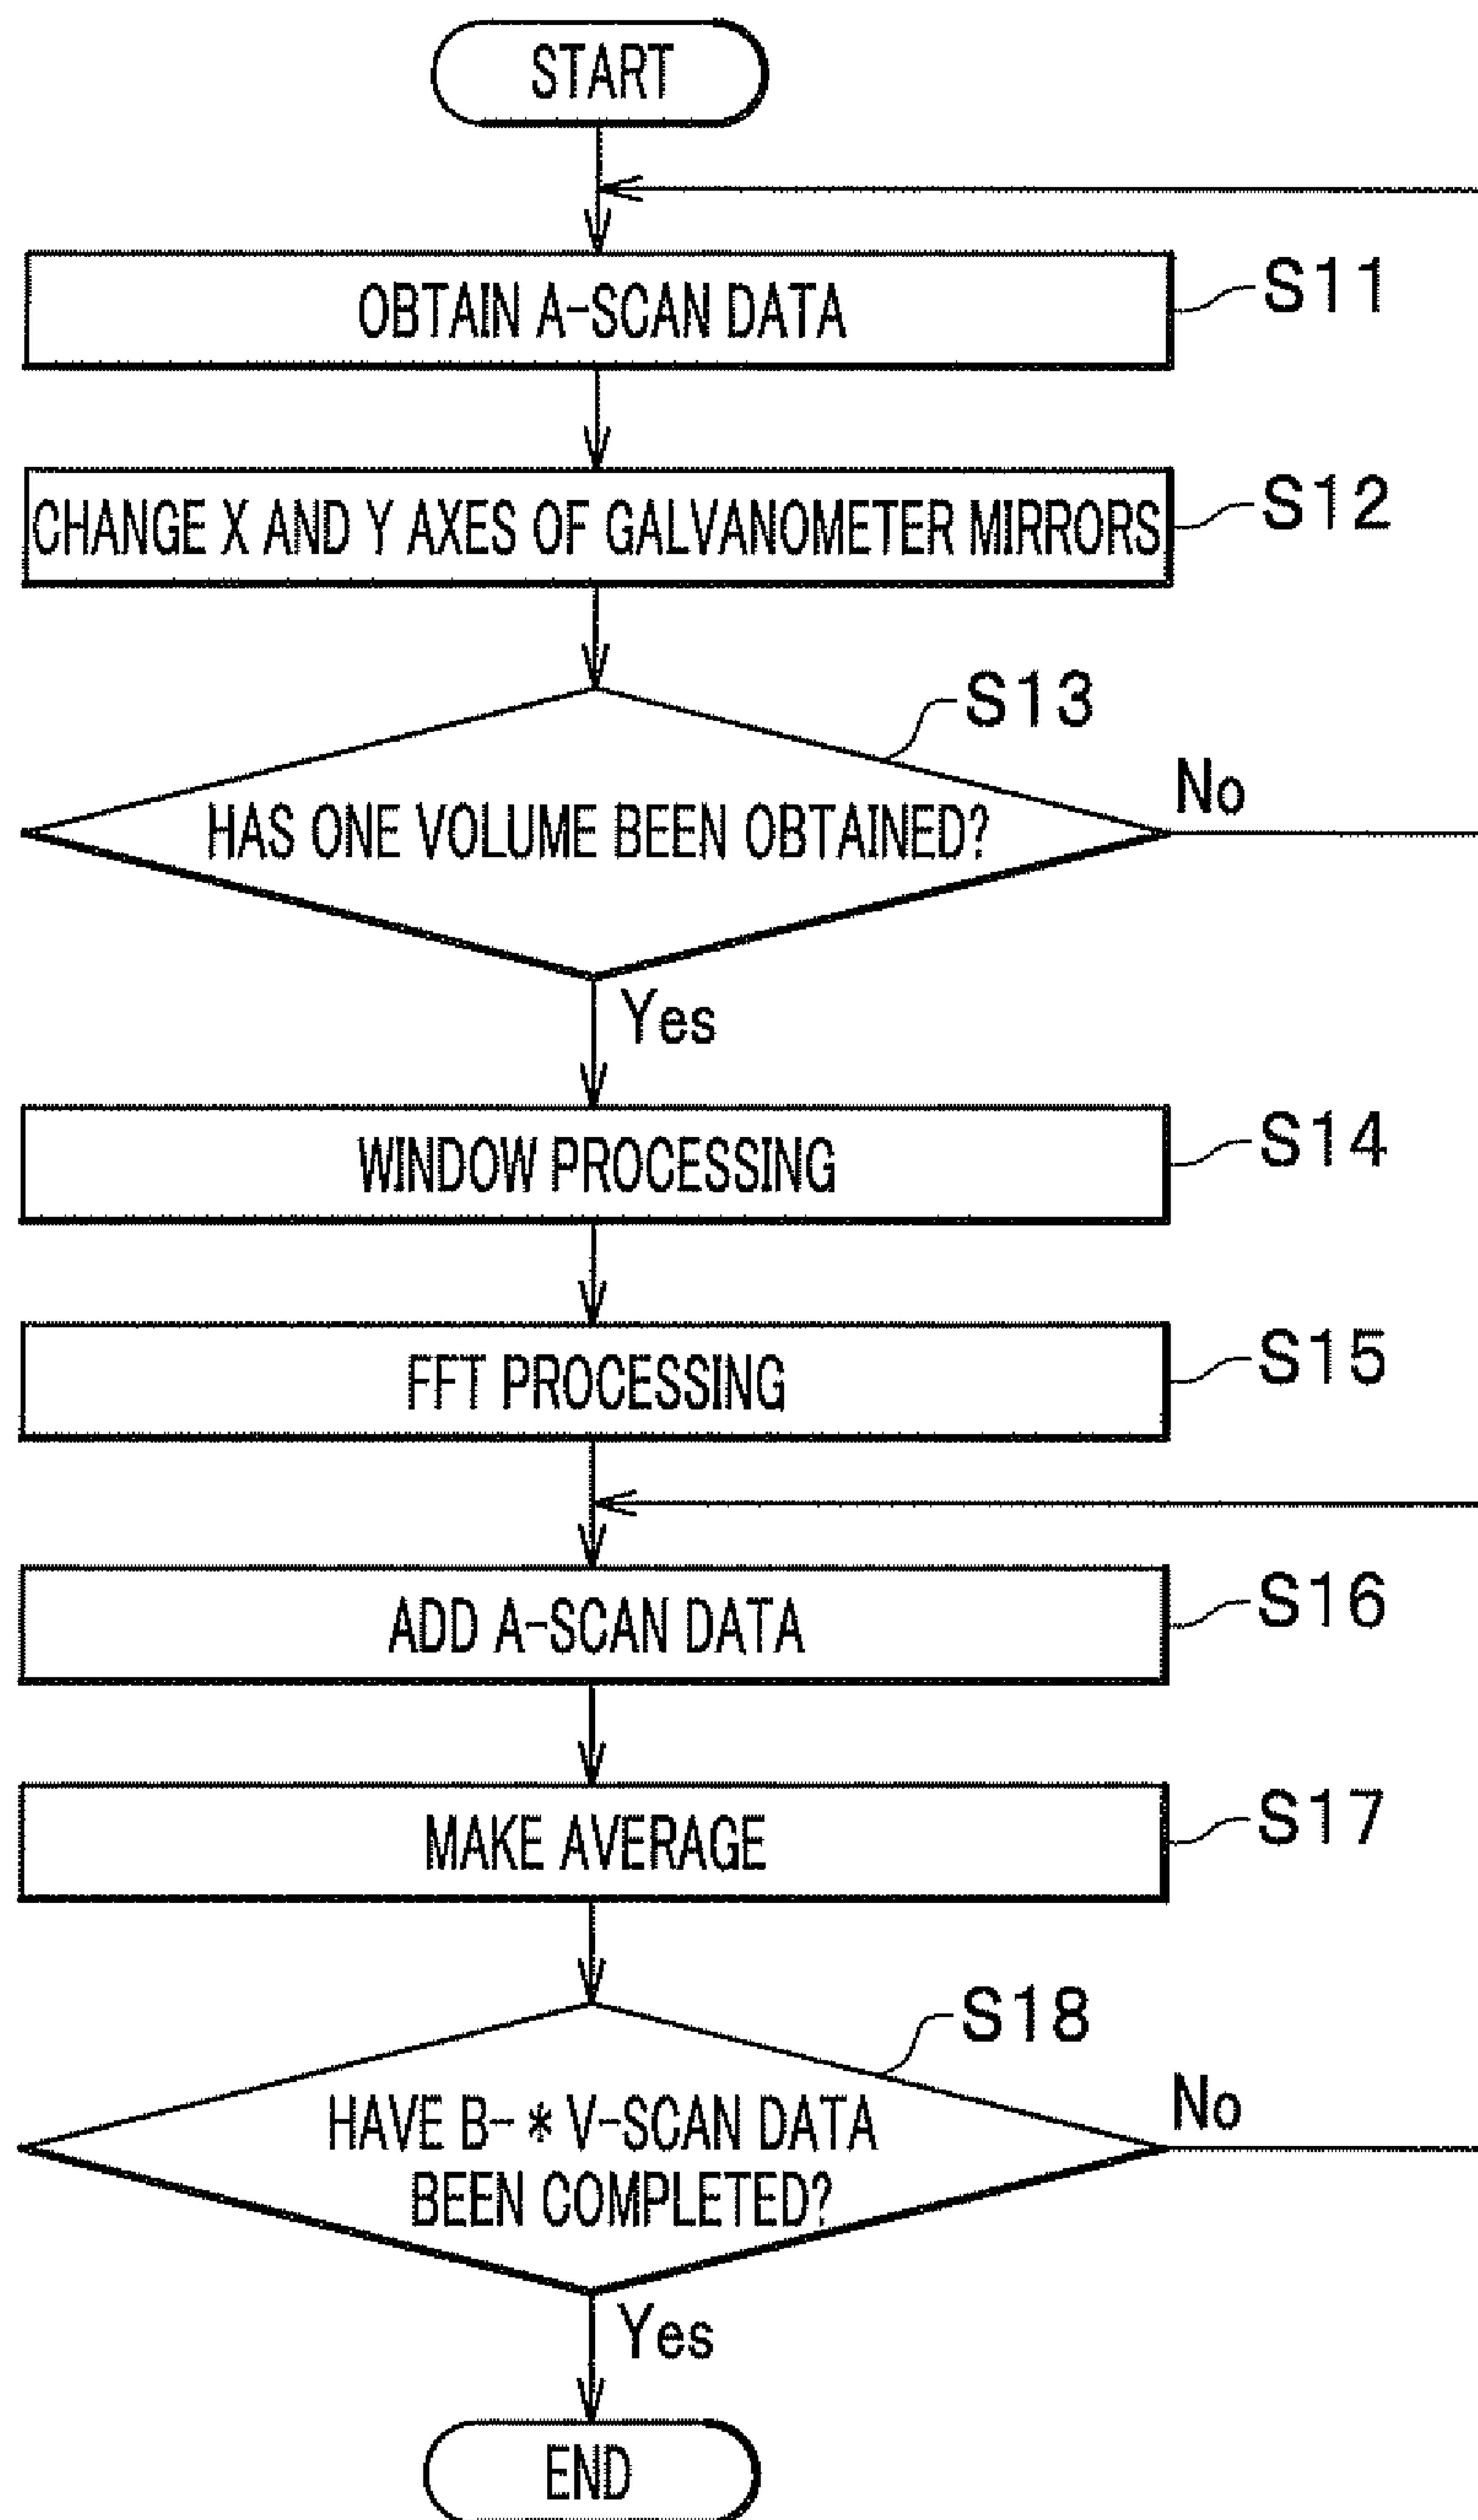 START
OBTAIN A-SCAN DATA
S11
CHANGE X AND Y AXES OF GALVANOMETER MIRRORS
S12
S13
HAS ONE VOLUME BEEN OBTAINED?
No
Yes
WINDOW PROCESSING
S14
FFT PROCESSING
S15
ADD A-SCAN DATA
S16
MAKE AVERAGE
S17
S18
HAVE B- * V-SCAN DATA
BEEN COMPLETED?
No
Yes
END